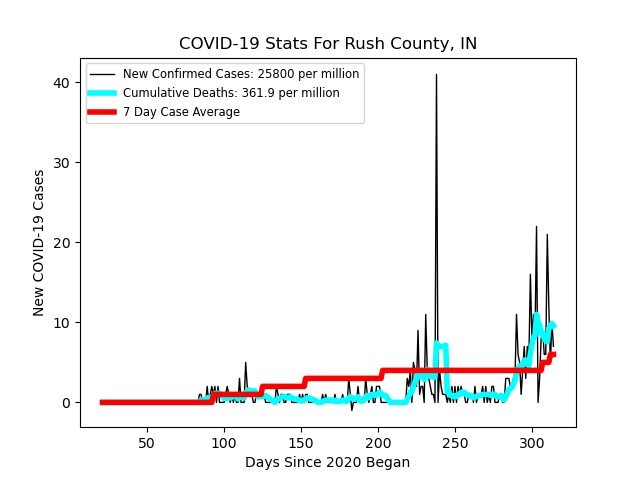 COVID-19 Stats For Rush County, IN
New Confirmed Cases: 25800 per million
Cumulative Deaths: 361.9 per million
7 Day Case Average
New COVID-19 Cases
40
30
20
10
0
50 100 150 200 250 300
Days Since 2020 Began